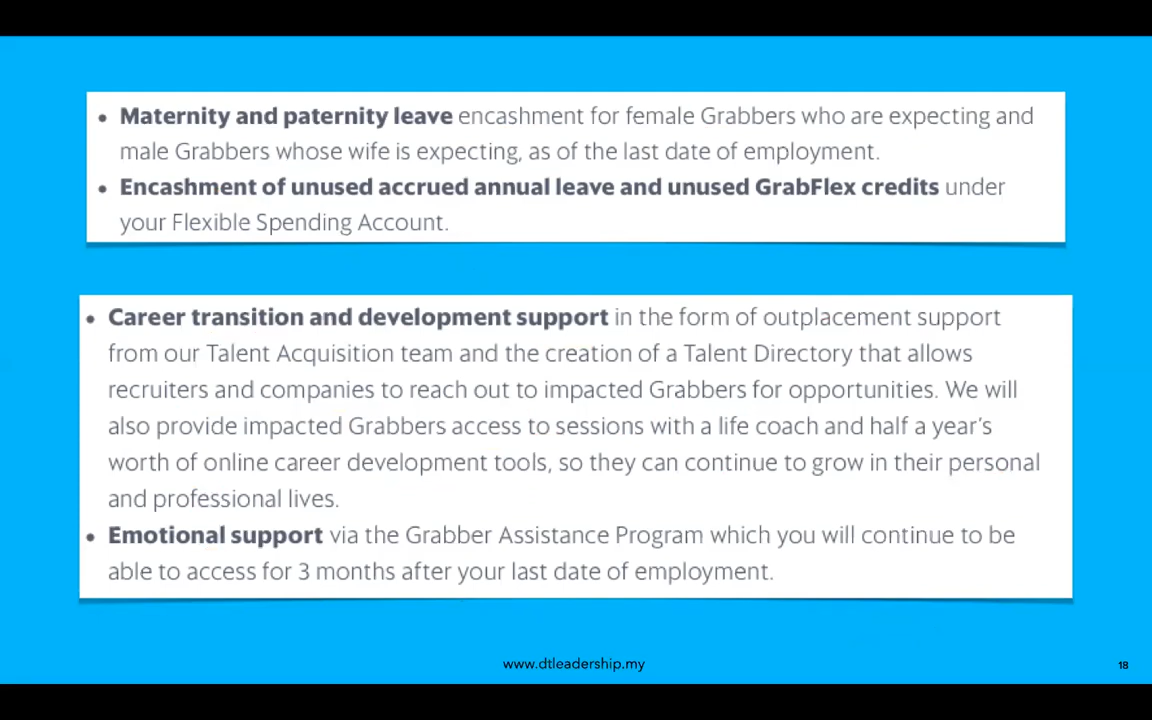 • Maternity and paternity leave encashment for female Grabbers who are expecting and
male Grabbers whose wife is expecting, as of the last date of employment.
• Encashment of unused accrued annual leave and unused GrabFlex credits under
your Flexible Spending Account.
• Career transition and development support in the form of outplacement support
from our Talent Acquisition team and the creation of a Talent Directory that allows
recruiters and companies to reach out to impacted Grabbers for opportunities. We will
also provide impacted Grabbers access to sessions with a life coach and half a year’s
worth of online career development tools, so they can continue to grow in their personal
and professional lives.
• Emotional support via the Grabber Assistance Program which you will continue to be
able to access for 3 months after your last date of employment.
www.dtleadership.my
18